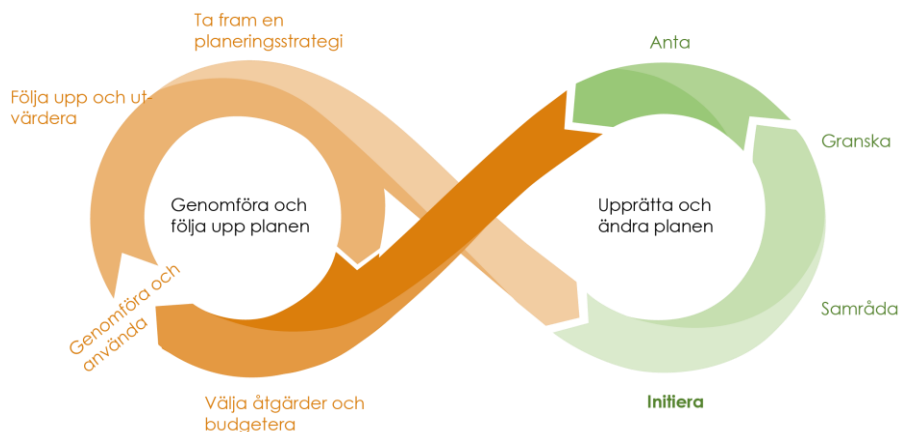 Ta fram en
planeringsstrategi
Följa upp och ut-
värdera
Genomföra och
följa upp planen
Genomföra och
använda
Välja åtgärder och
budgetera
Anta
Granska
Upprätta och
ändra planen
Samråda
Initiera